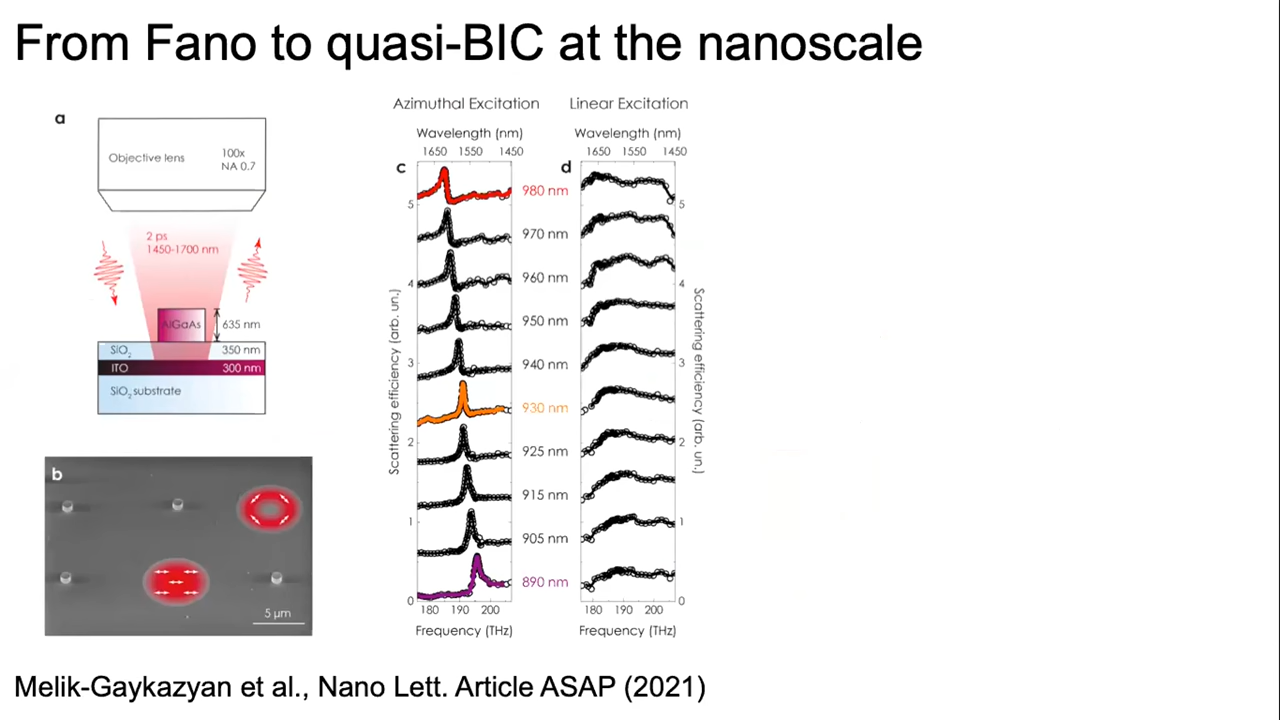 From Fano to quasi-BIC at the nanoscale
a
Objective lens
100x
NA 0.7
2 ps
1450-1700 nm
AlGaAs
635 nm
SiO2
350 nm
ITO
300 nm
SiO2 substrate
b
5 µm
Azimuthal Excitation
Linear Excitation
Wavelength (nm)
Wavelength (nm)
1650 1550 1450
1650 1550 1450
c
d
980 nm
970 nm
960 nm
950 nm
940 nm
930 nm
925 nm
915 nm
905 nm
890 nm
Scattering efficiency (arb. un.)
5
4
3
2
1
0
Scattering efficiency (arb. un.)
5
4
3
2
1
0
180 190 200
180 190 200
Frequency (THz)
Frequency (THz)
Melik-Gaykazyan et al., Nano Lett. Article ASAP (2021)